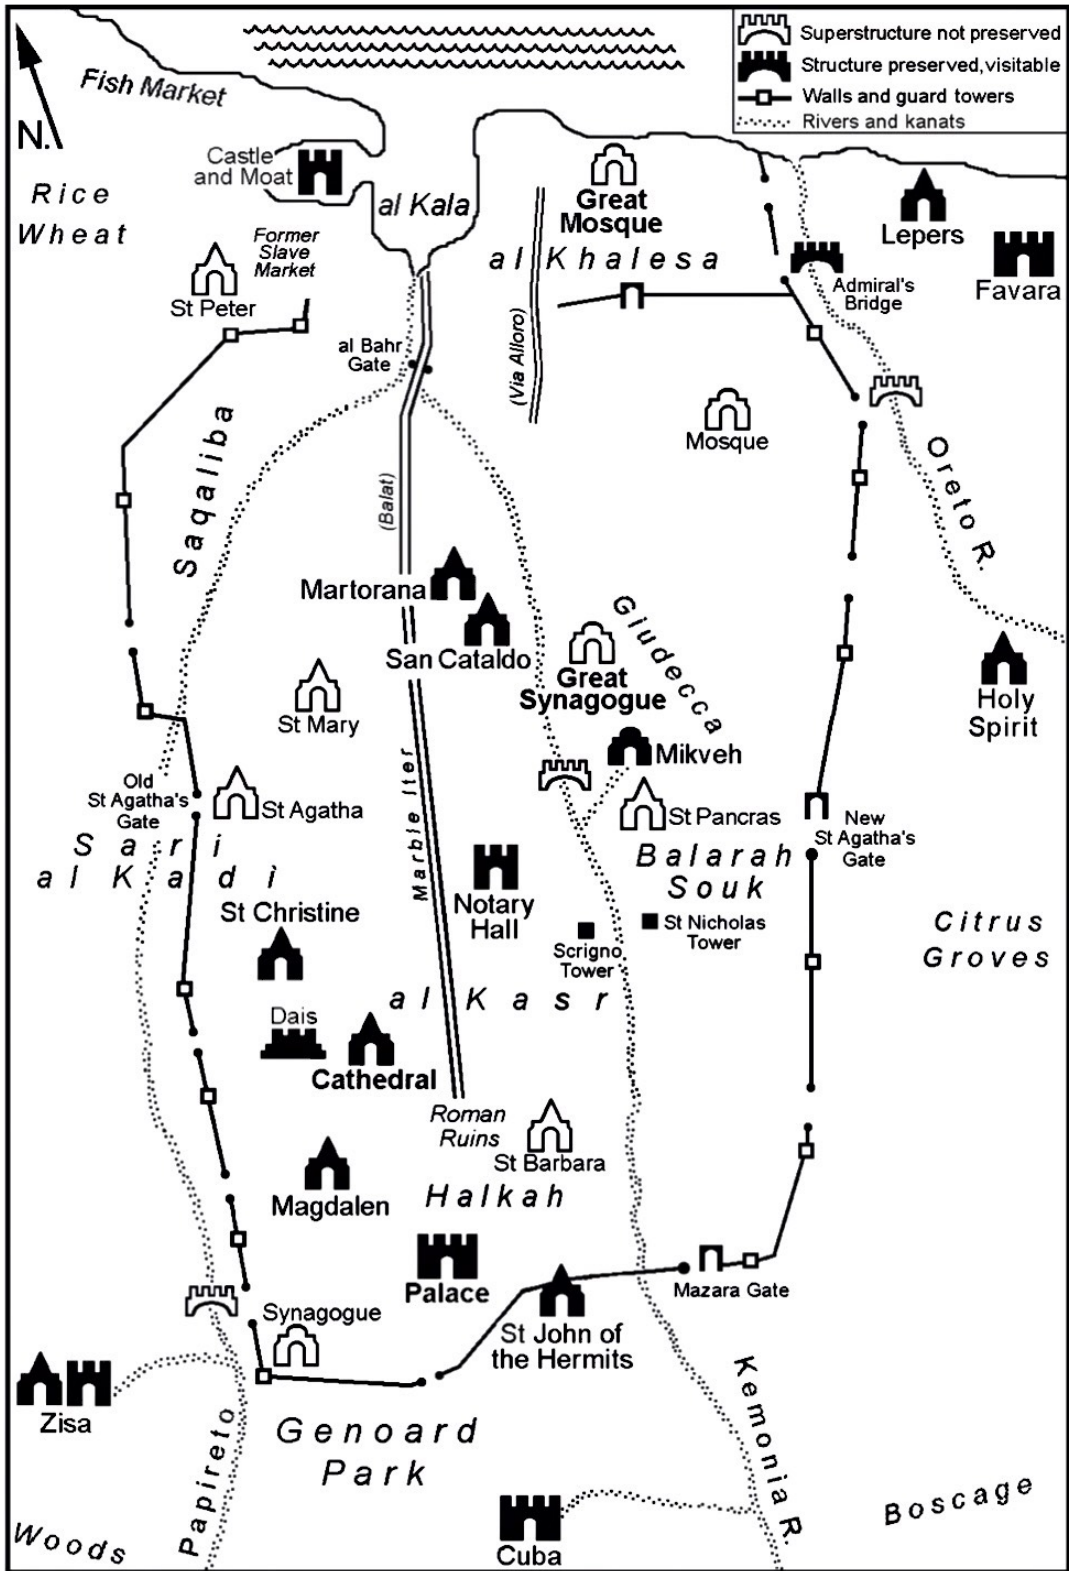 Superstructure not preserved
Structure preserved, visitable
Walls and guard towers
Rivers and kanats
Fish Market
N.
Castle
and Moat
al Kala
Great
Mosque
Rice
Wheat
Former
Slave
Market
al Khalesa
Lepers
Favara
St Peter
Admiral's
Bridge
al Bahr
Gate
(Via Alloro)
Mosque
Saqaliba
(Balat)
Oreto R.
Martorana
San Cataldo
Giudecca
Great
Synagogue
St Mary
Holy
Spirit
Mikveh
Marble Iter
Old
St Agatha's
Gate
St Agatha
St Pancras
New
St Agatha's
Gate
Sari
al Kadì
Balarah
Souk
St Christine
Notary
Hall
Scrigno
Tower
St Nicholas
Tower
Citrus
Groves
al Kasr
Dais
Cathedral
Roman
Ruins
St Barbara
Magdalen
Halkah
Palace
Mazara Gate
Synagogue
St John of
the Hermits
Zisa
Papireto
Genoard
Park
Kemonia R.
Woods
Cuba
Boscage